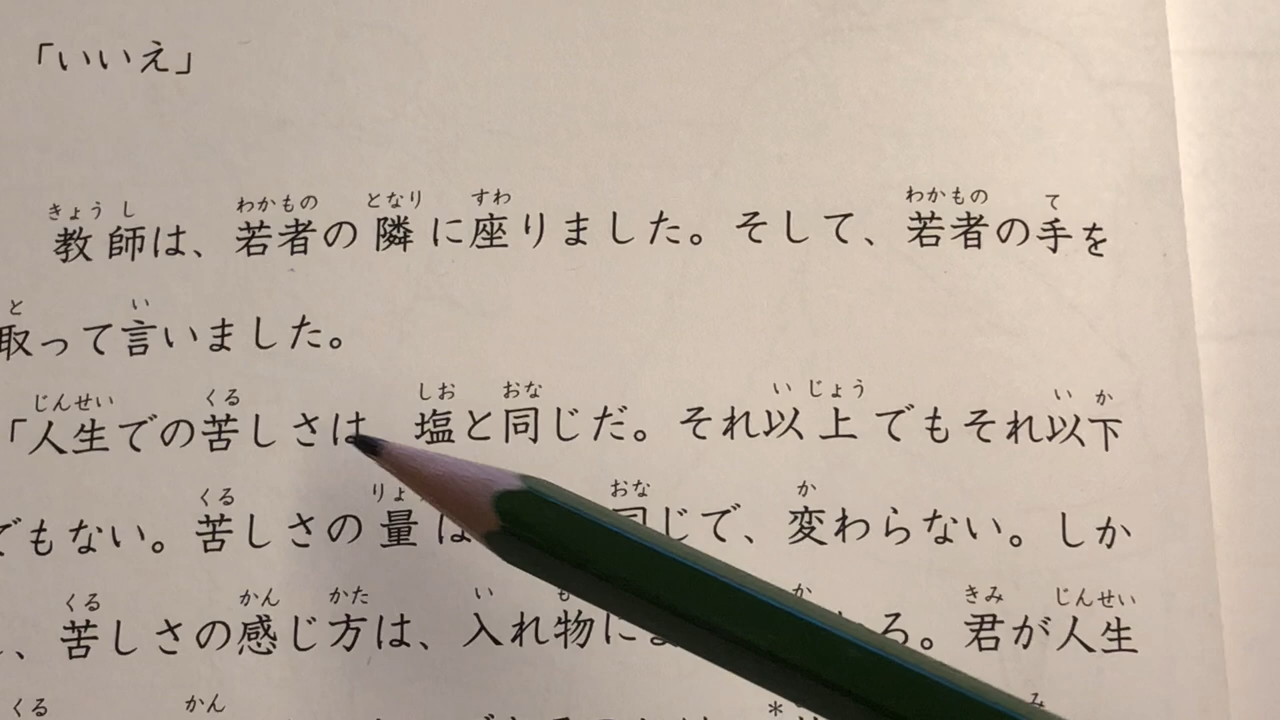 「いいえ」
教師は、若者の隣に座りました。そして、若者の手を
取って言いました。
「人生での苦しさは 塩と同じだ。それ以上でもそれ以下
でもない。苦しさの量は 同じで、変わらない。しか
、苦しさの感じ方は、入れ物に ろ。君が人生